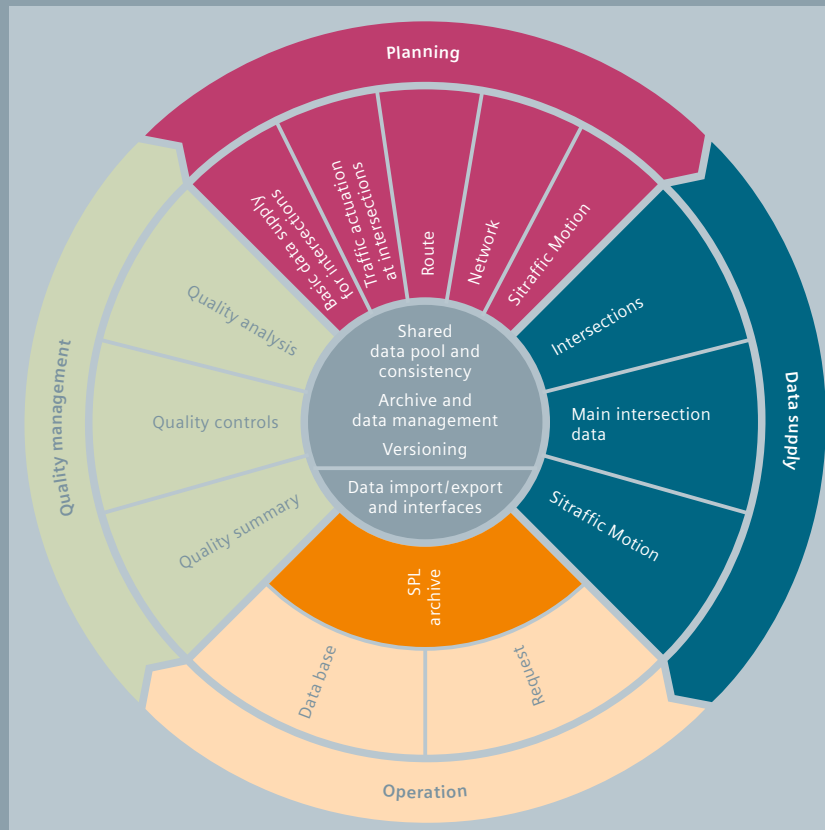 Planning
Basic data supply
for intersections
Traffic actuation
at intersections
Route
Network
Sitraffic Motion
Data supply
Intersections
Main intersection
data
Sitraffic Motion
Operation
Request
Data base
SPL
archive
Quality management
Quality summary
Quality controls
Quality analysis
Shared
data pool and
consistency
Archive and
data management
Versioning
Data import/export
and interfaces